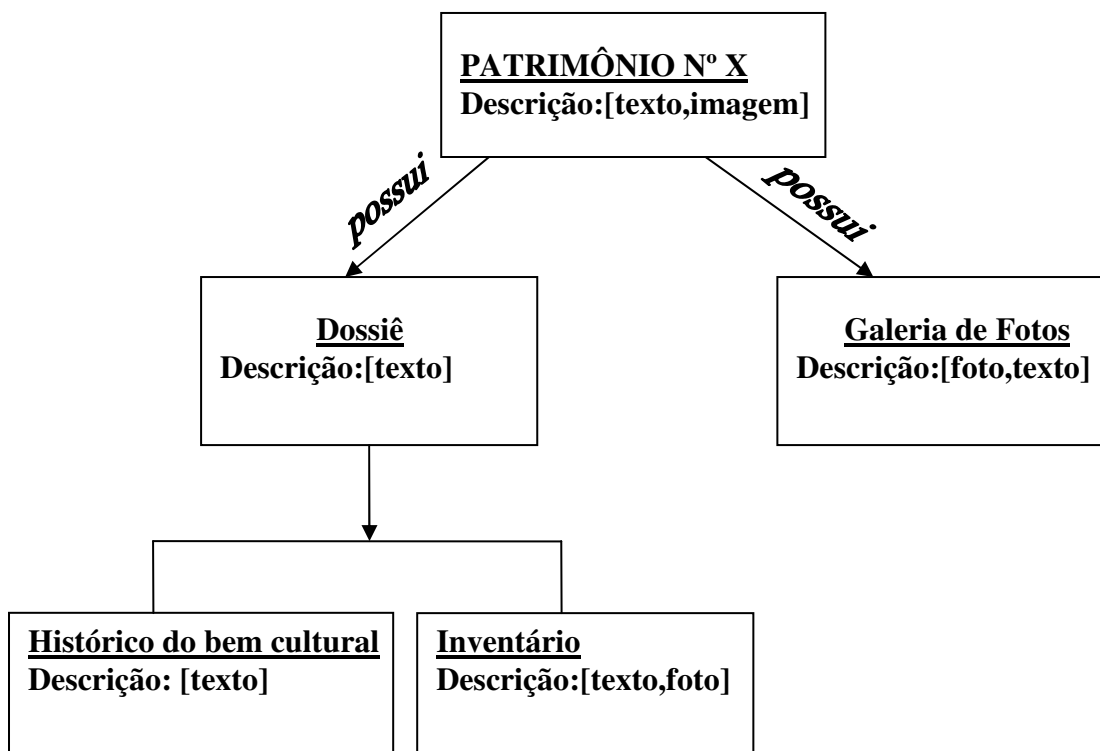 PATRIMÔNIO Nº X
Descrição:[texto,imagem]
possui
possui
Dossiê
Descrição:[texto]
Galeria de Fotos
Descrição:[foto,texto]
Histórico do bem cultural
Descrição: [texto]
Inventário
Descrição:[texto,foto]